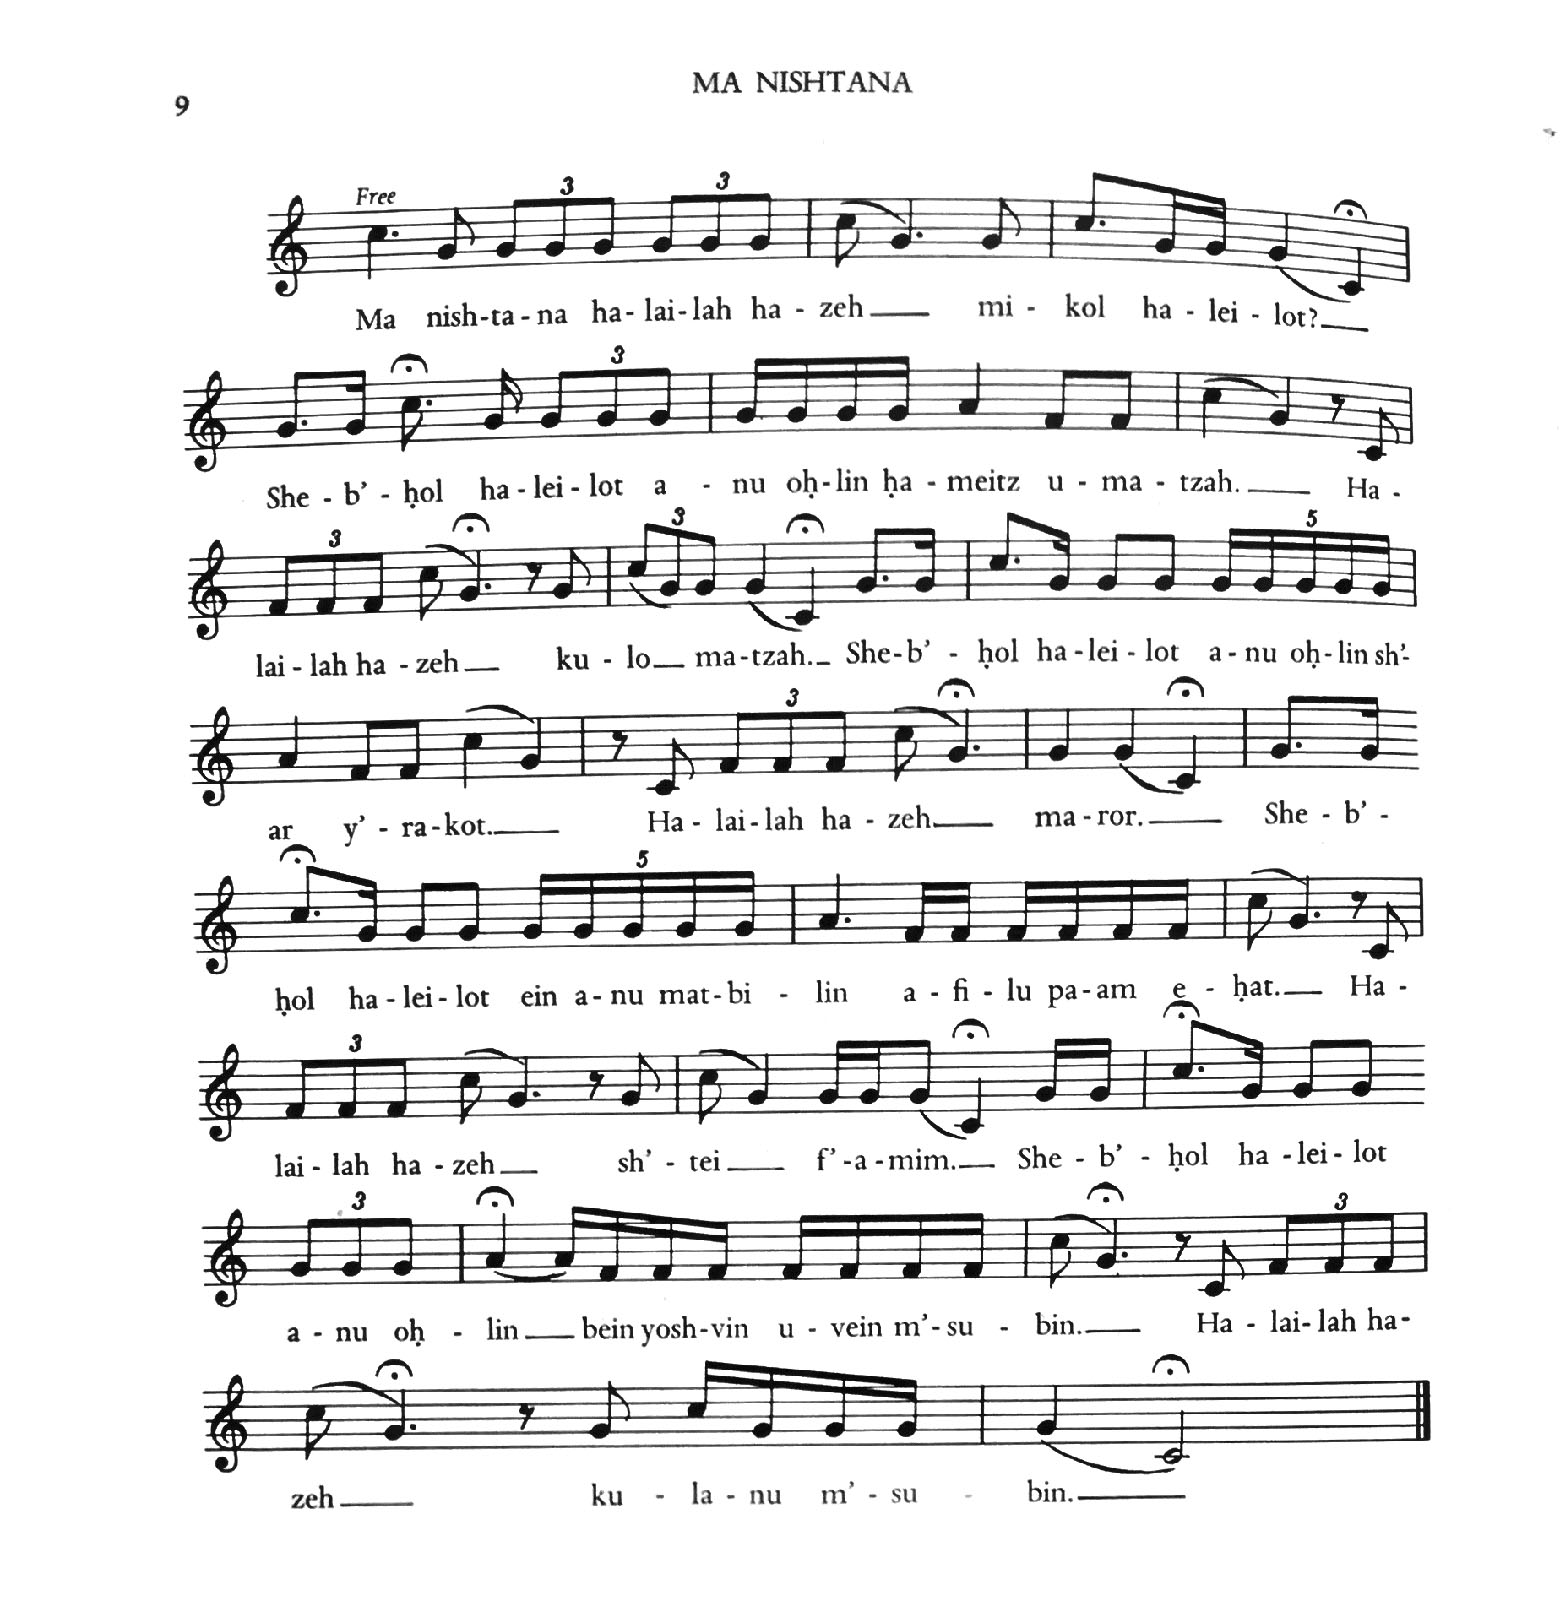 MA NISHTANA
9
Free
3 3
Ma nish-ta-na ha-lai-lah ha-zeh mi-kol ha-lei-lot?
3
She-b'-ḥol ha-lei-lot a-nu oḥ-lin ḥa-meitz u-ma-tzah. Ha-
3 3 5
lai-lah ha-zeh ku-lo ma-tzah. She-b'-ḥol ha-lei-lot a-nu oḥ-lin sh'-
3
ar y'-ra-kot. Ha-lai-lah ha-zeh ma-ror. She-b'-
5
ḥol ha-lei-lot ein a-nu mat-bi-lin a-fi-lu pa-am e-ḥat. Ha-
3
lai-lah ha-zeh sh'-tei f'-a-mim. She-b'-ḥol ha-lei-lot
3 3
a-nu oḥ-lin bein yosh-vin u-vein m'-su-bin. Ha-lai-lah ha-
zeh ku-la-nu m'-su-bin.